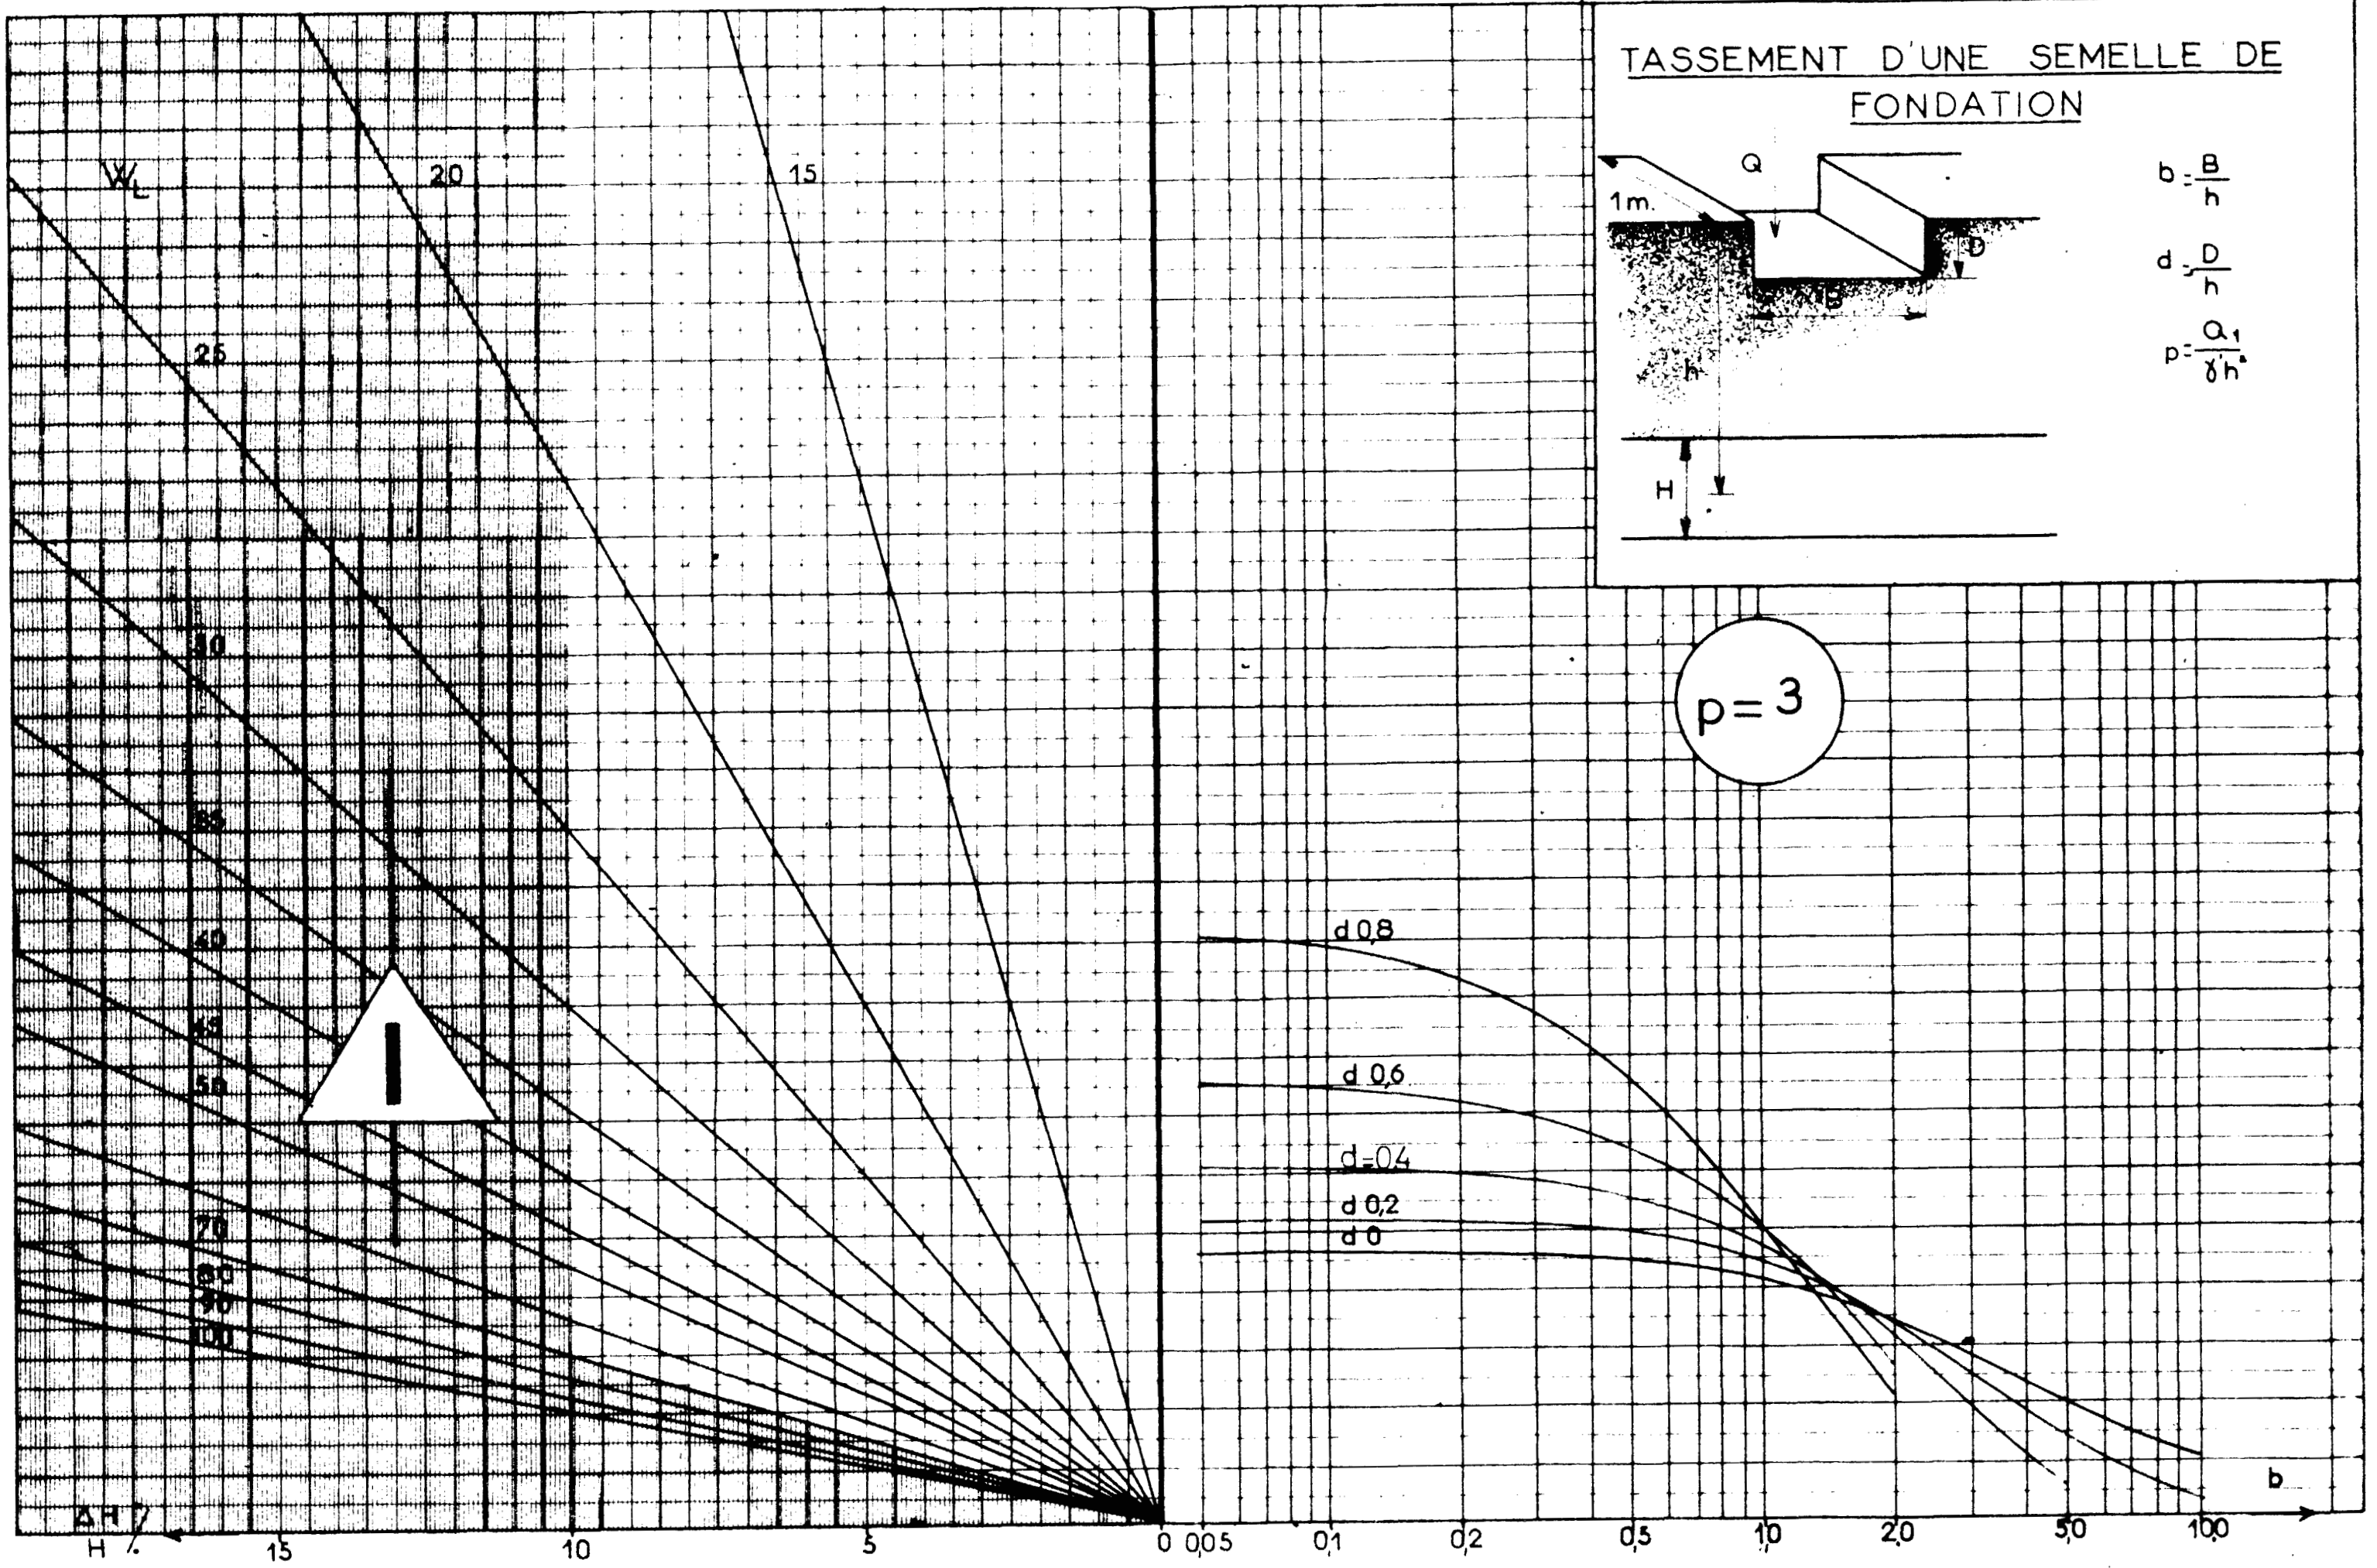 TASSEMENT D'UNE SEMELLE DE
FONDATION
Q
1m.
D
B
h
H
b = B/h
d = D/h
p = Q1/γ'h²
p = 3
WL
15
20
25
30
35
40
45
50
70
80
90
100
d 0,8
d 0,6
d=0,4
d 0,2
d 0
b
ΔH/H %
15
10
5
0
0,05
0,1
0,2
0,5
1,0
2,0
5,0
10,0